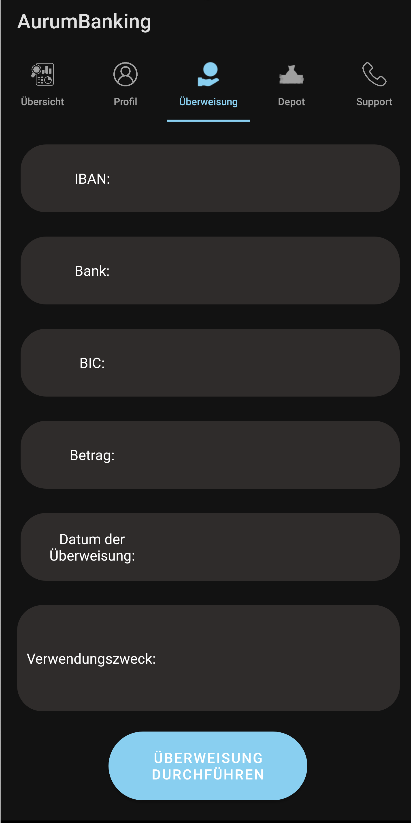 AurumBanking
Übersicht
Profil
Überweisung
Depot
Support
IBAN:
Bank:
BIC:
Betrag:
Datum der
Überweisung:
Verwendungszweck:
ÜBERWEISUNG
DURCHFÜHREN